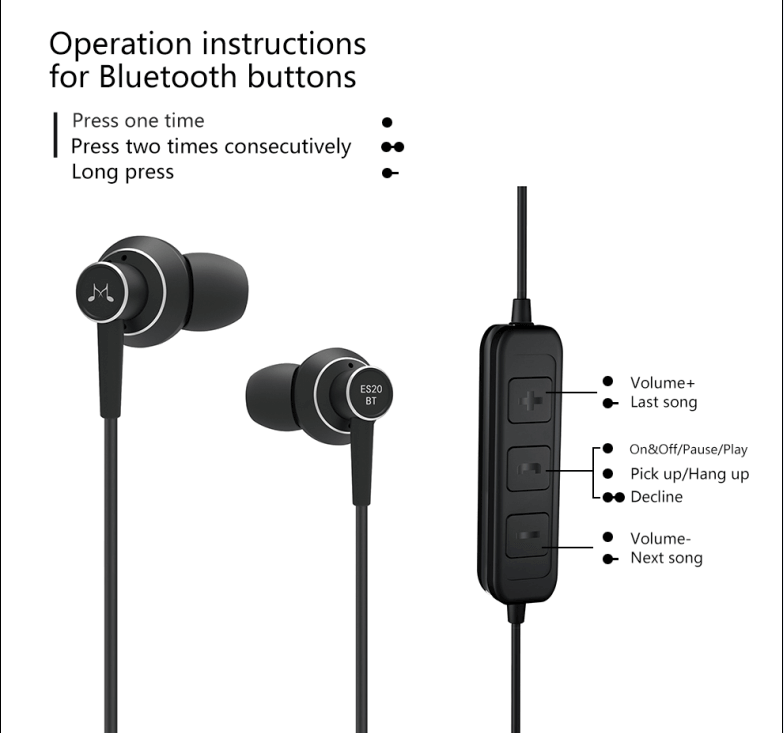 Operation instructions
for Bluetooth buttons
Press one time
Press two times consecutively
Long press
ES20
BT
Volume+
Last song
On&Off/Pause/Play
Pick up/Hang up
Decline
Volume-
Next song